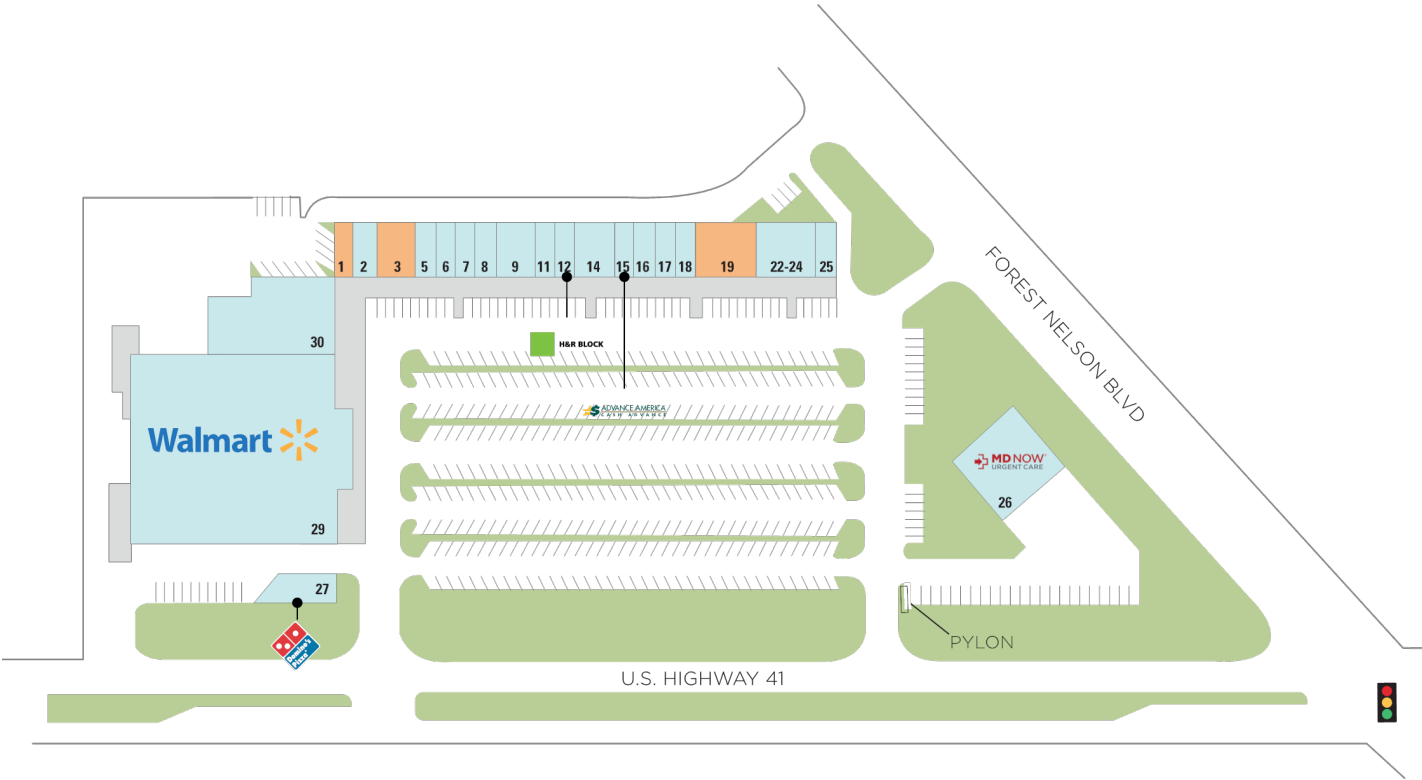 FOREST NELSON BLVD
1 2 3 5 6 7 8 9 11 12 14 15 16 17 18 19 22-24 25
30
H&R BLOCK
ADVANCE AMERICA
CASH ADVANCE
Walmart
MD NOW
URGENT CARE
26
29
27
Domino's
Pizza
PYLON
U.S. HIGHWAY 41